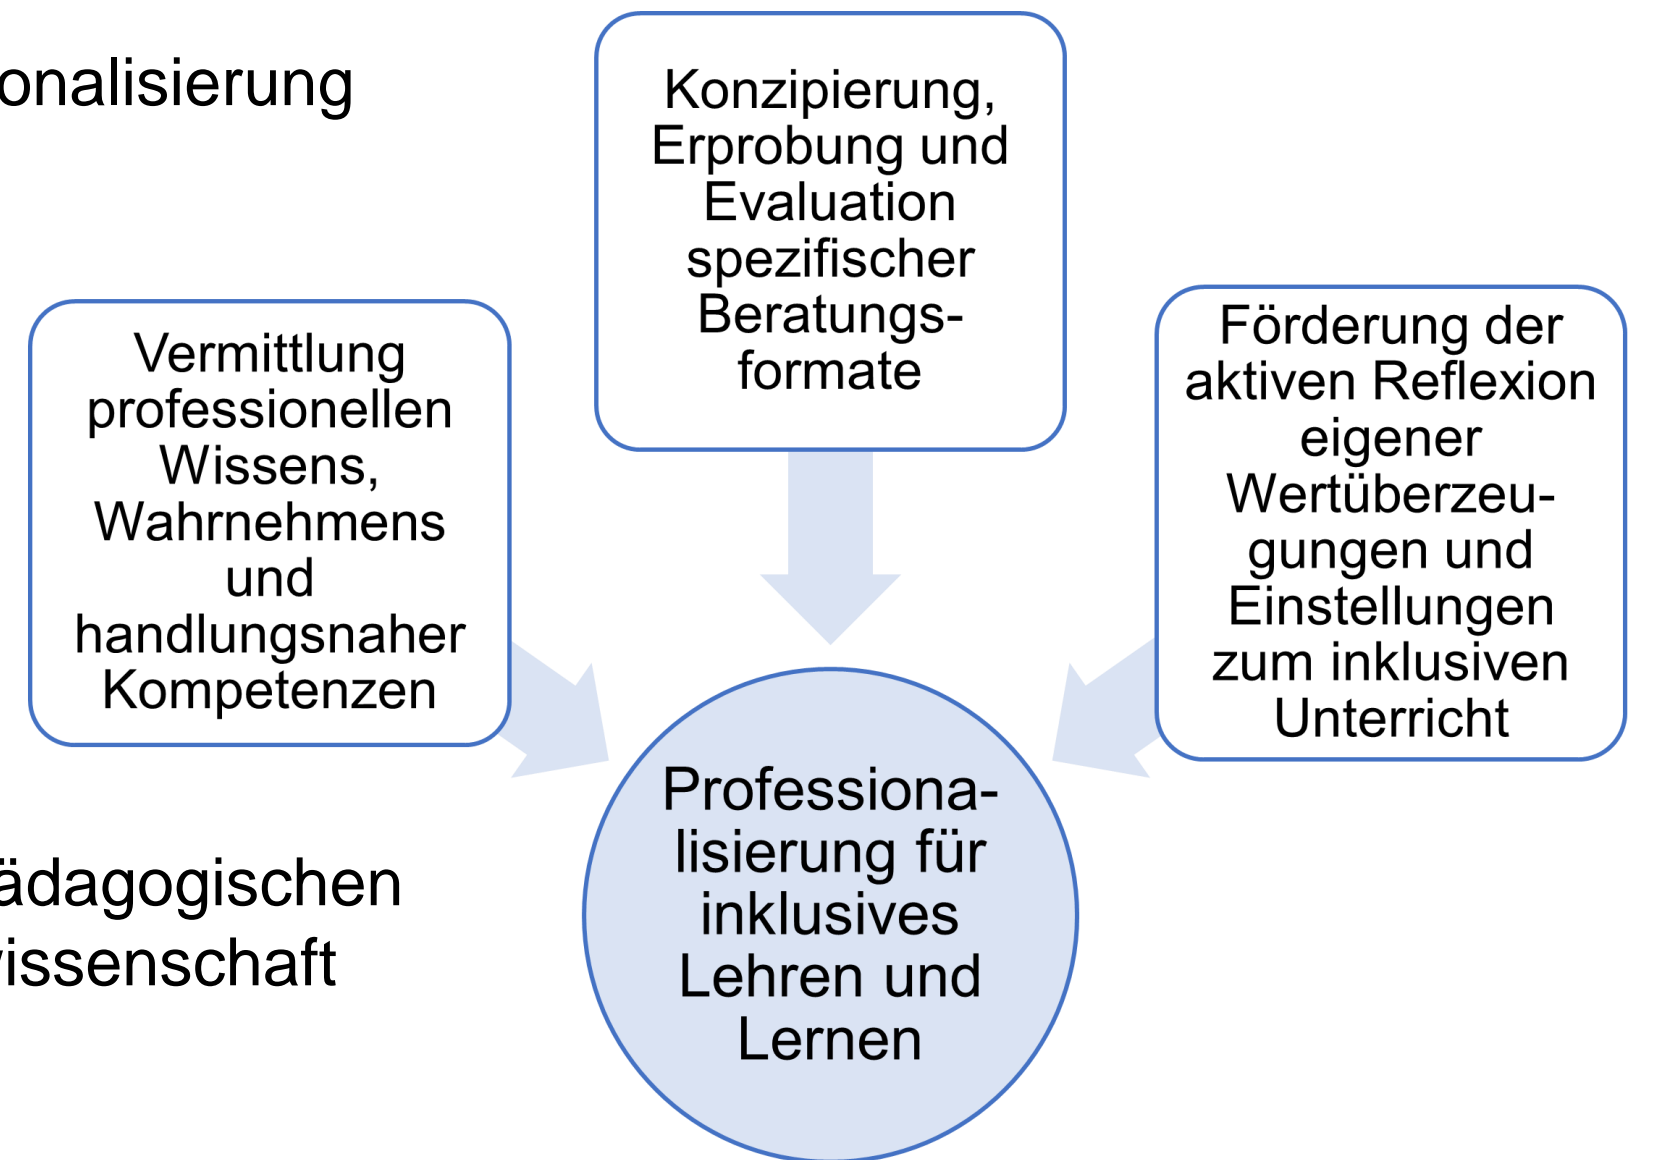 onalisierung
Konzipierung,
Erprobung und
Evaluation
spezifischer
Beratungs-
formate
Vermittlung
professionellen
Wissens,
Wahrnehmens
und
handlungsnaher
Kompetenzen
Förderung der
aktiven Reflexion
eigener
Wertüberzeu-
gungen und
Einstellungen
zum inklusiven
Unterricht
ädagogischen
issenschaft
Professiona-
lisierung für
inklusives
Lehren und
Lernen